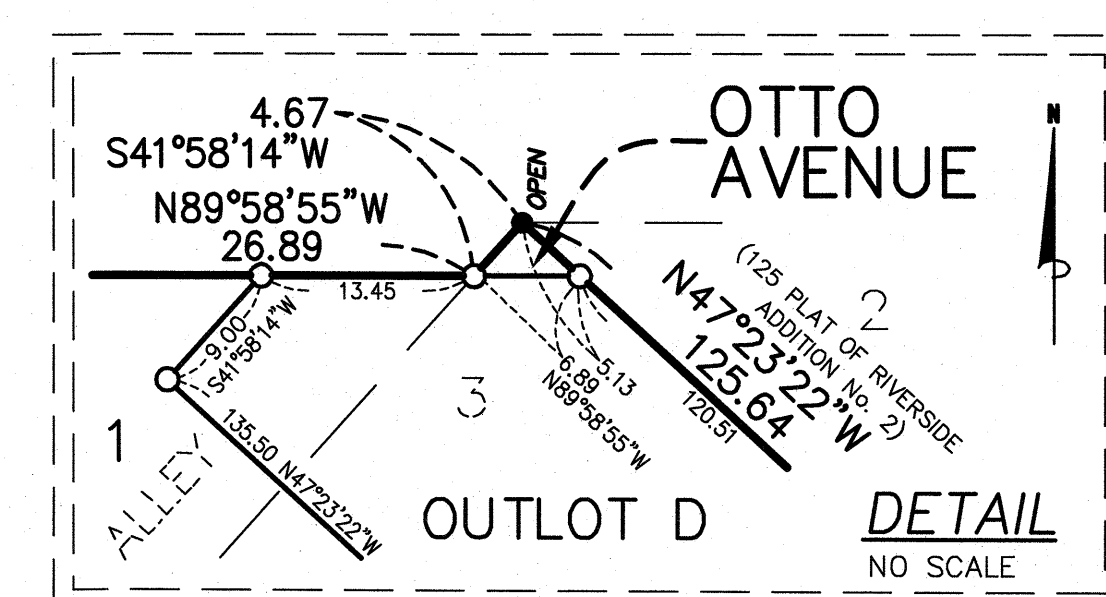 4.67
S41°58'14"W
N89°58'55"W
26.89
OTTO
AVENUE
OPEN
N
13.45
9.00
S41°58'14"W
6.89
N89°58'55"W
5.13
(125 PLAT OF RIVERSIDE
ADDITION No. 2)
2
N47°23'22"W
125.64
120.51
3
1
ALLEY
135.50 N47°23'22"W
OUTLOT D
DETAIL
NO SCALE